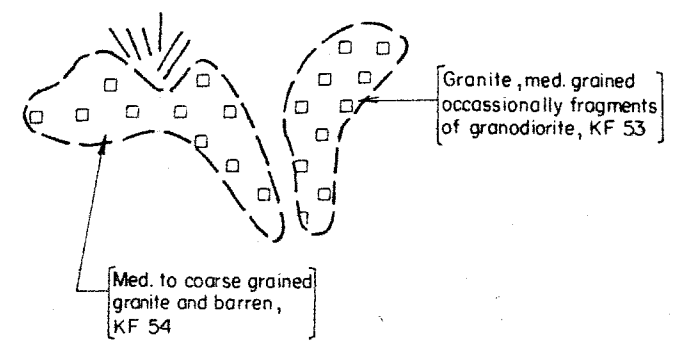 Granite, med. grained
occassionally fragments
of granodiorite, KF 53
Med. to coarse grained
granite and barren,
KF 54